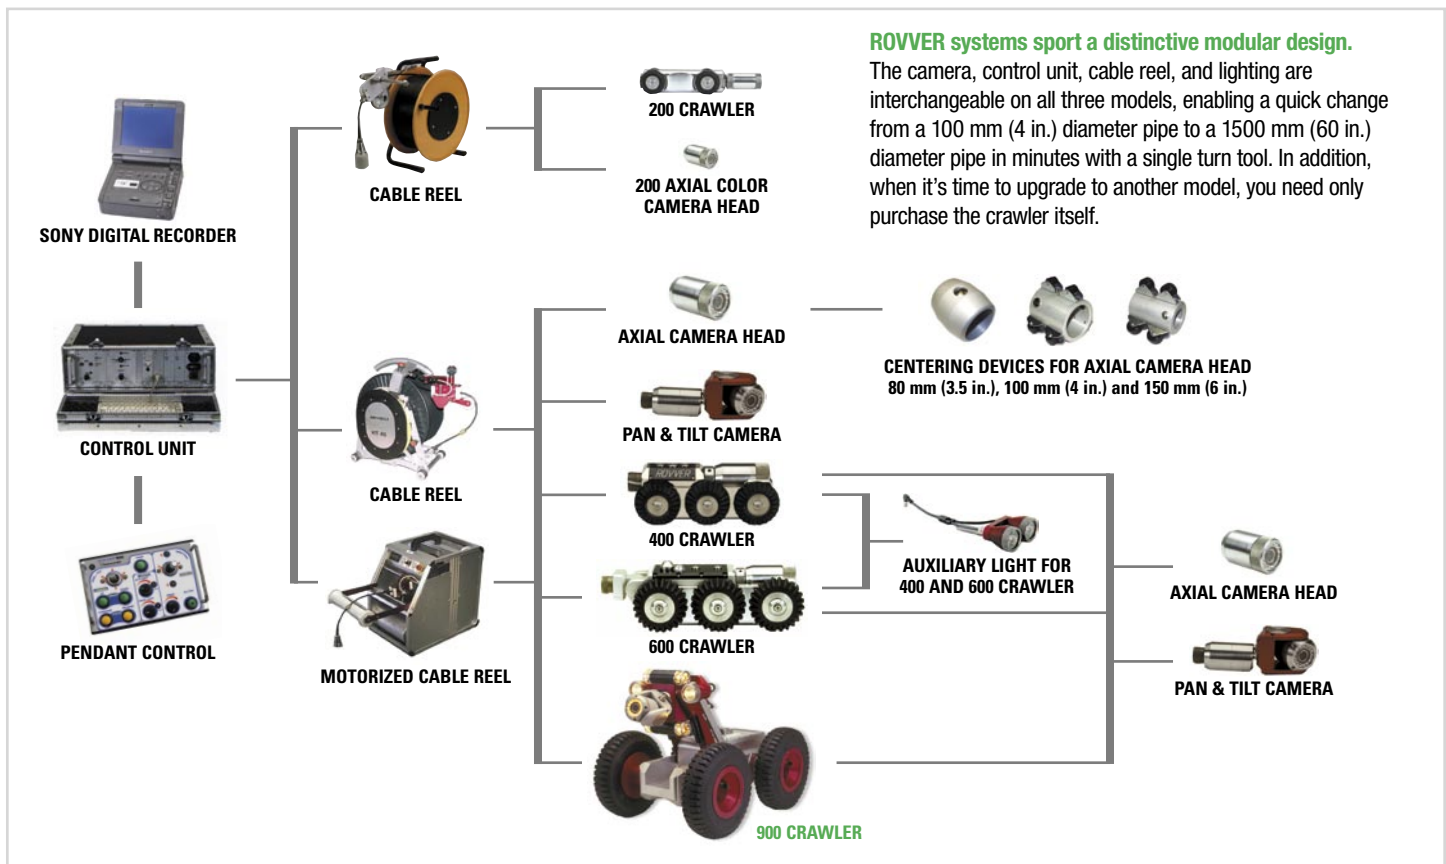 ROVVER systems sport a distinctive modular design.
The camera, control unit, cable reel, and lighting are
interchangeable on all three models, enabling a quick change
from a 100 mm (4 in.) diameter pipe to a 1500 mm (60 in.)
diameter pipe in minutes with a single turn tool. In addition,
when it's time to upgrade to another model, you need only
purchase the crawler itself.
SONY DIGITAL RECORDER
CONTROL UNIT
PENDANT CONTROL
CABLE REEL
200 CRAWLER
200 AXIAL COLOR
CAMERA HEAD
CABLE REEL
MOTORIZED CABLE REEL
AXIAL CAMERA HEAD
CENTERING DEVICES FOR AXIAL CAMERA HEAD
80 mm (3.5 in.), 100 mm (4 in.) and 150 mm (6 in.)
PAN & TILT CAMERA
ROVVER
400 CRAWLER
AUXILIARY LIGHT FOR
400 AND 600 CRAWLER
600 CRAWLER
900 CRAWLER
AXIAL CAMERA HEAD
PAN & TILT CAMERA